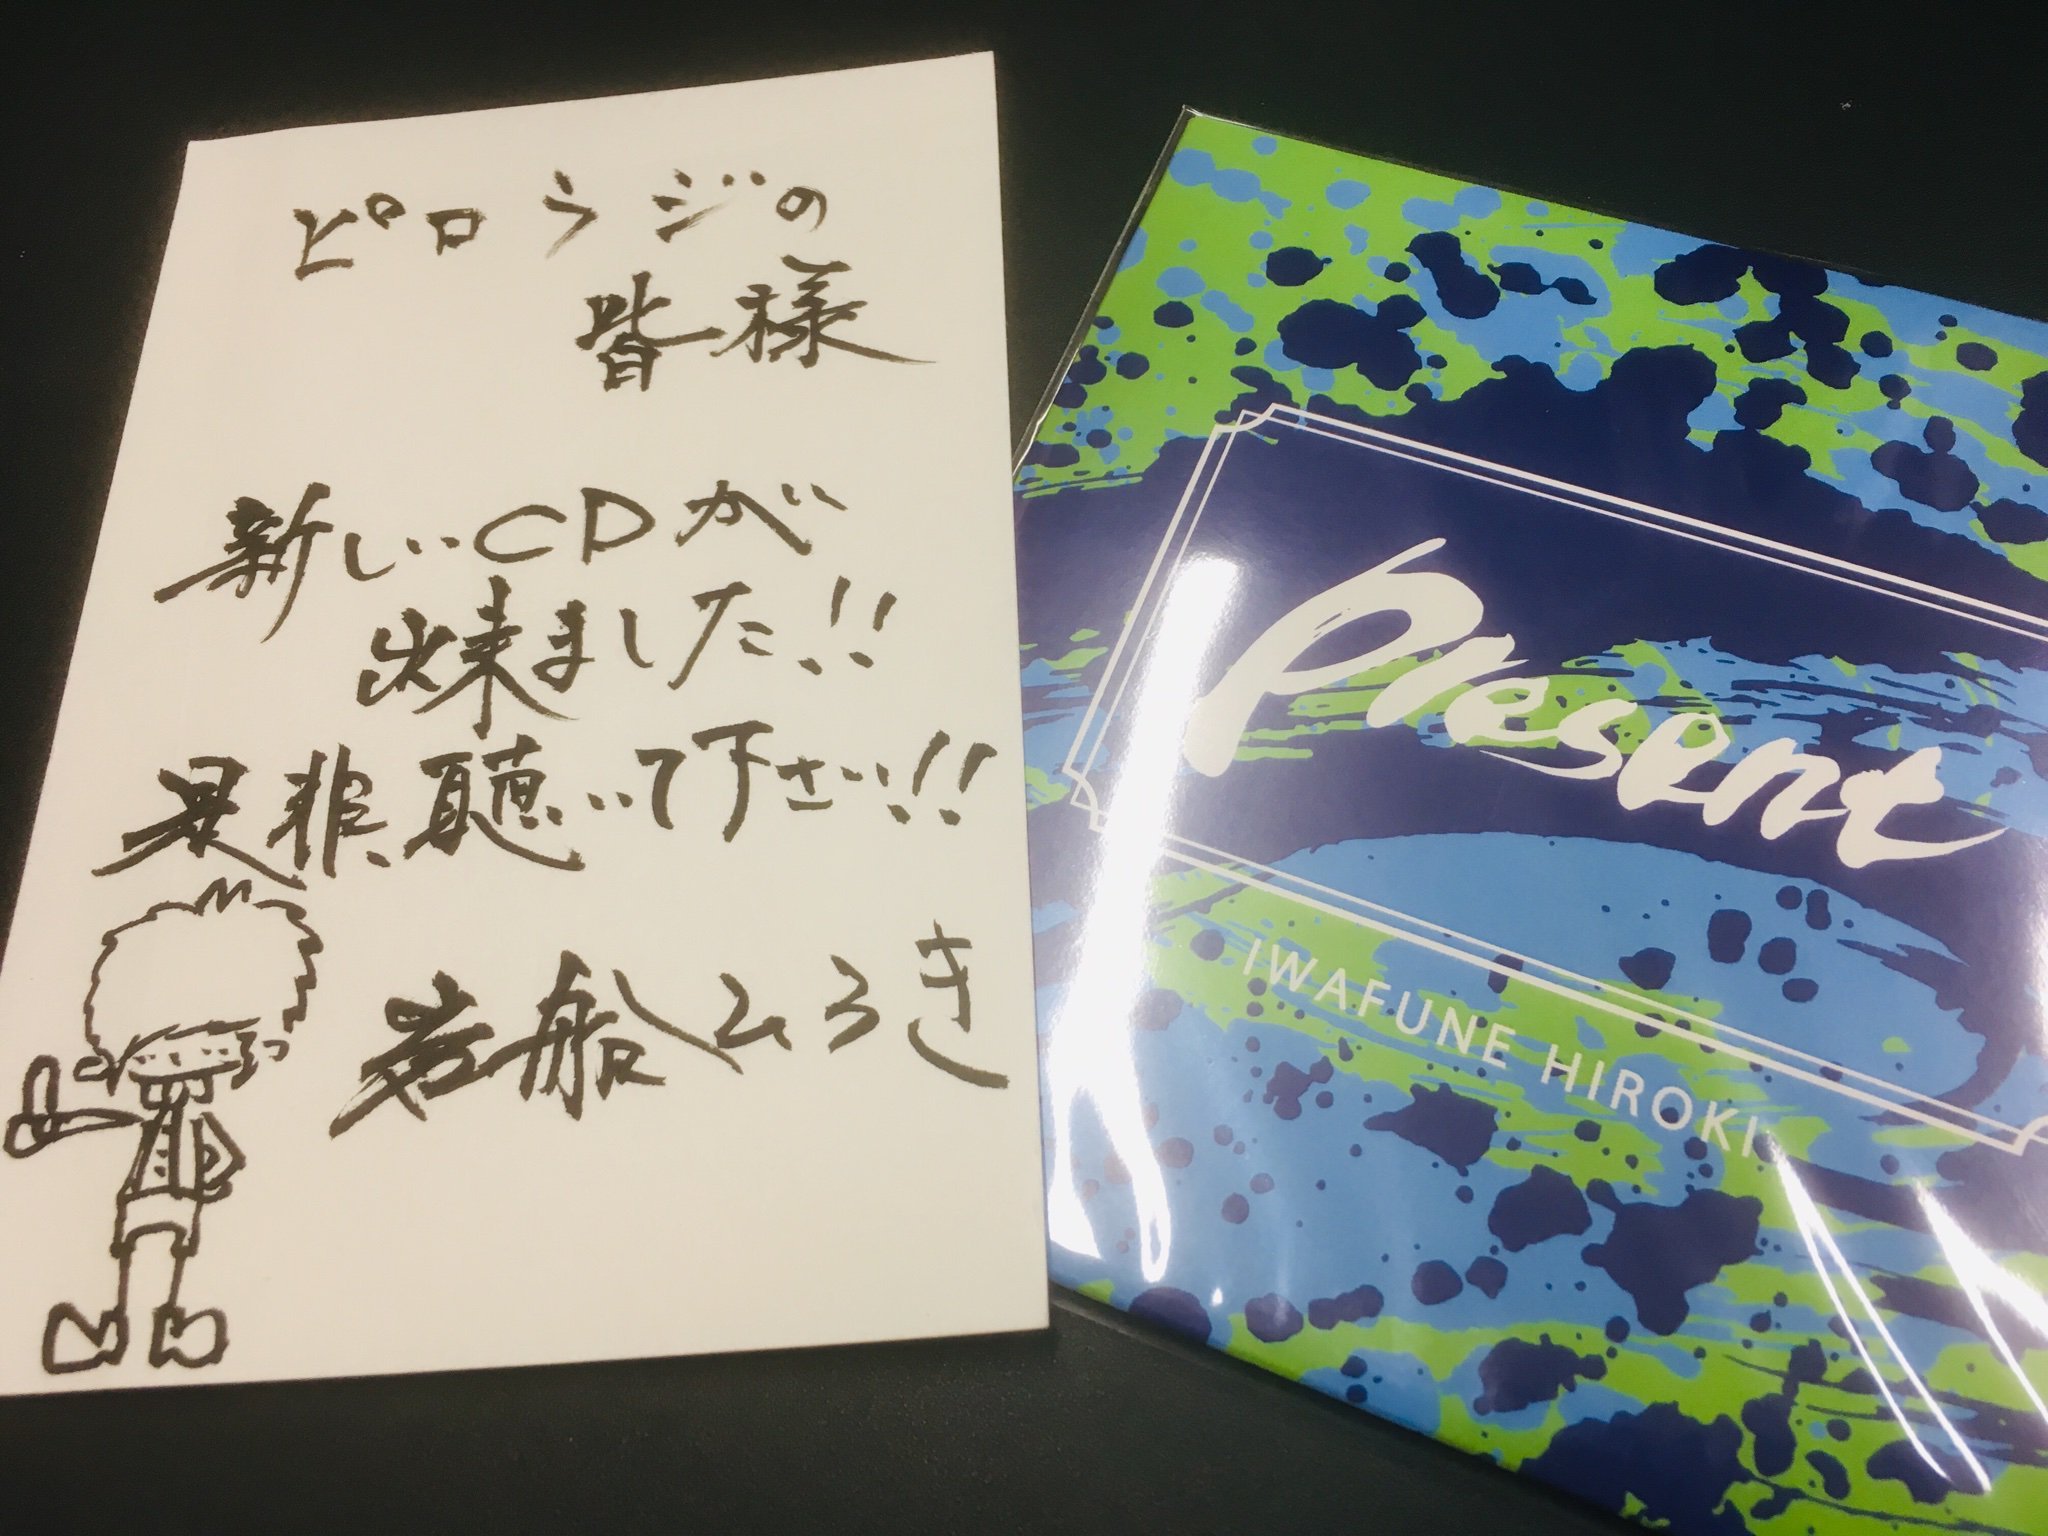 ピロラジの
皆様
新しいCDが
出来ました!!
是非、聴いて下さい!!
岩船ひろき
Present
IWAFUNE HIROKI